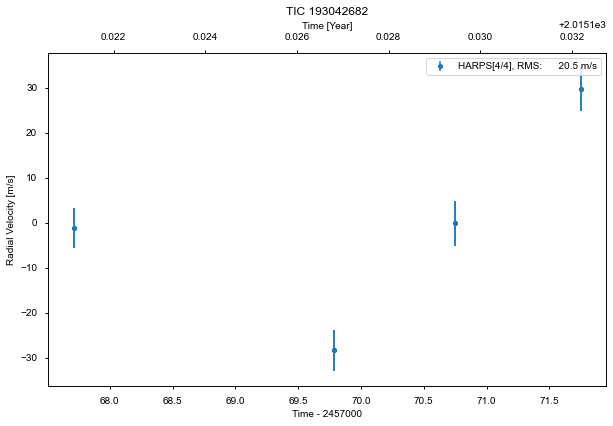 TIC 193042682
Time [Year]
+2.0151e3
0.022 0.024 0.026 0.028 0.030 0.032
HARPS[4/4], RMS: 20.5 m/s
Radial Velocity [m/s]
30
20
10
0
−10
−20
−30
68.0 68.5 69.0 69.5 70.0 70.5 71.0 71.5
Time - 2457000